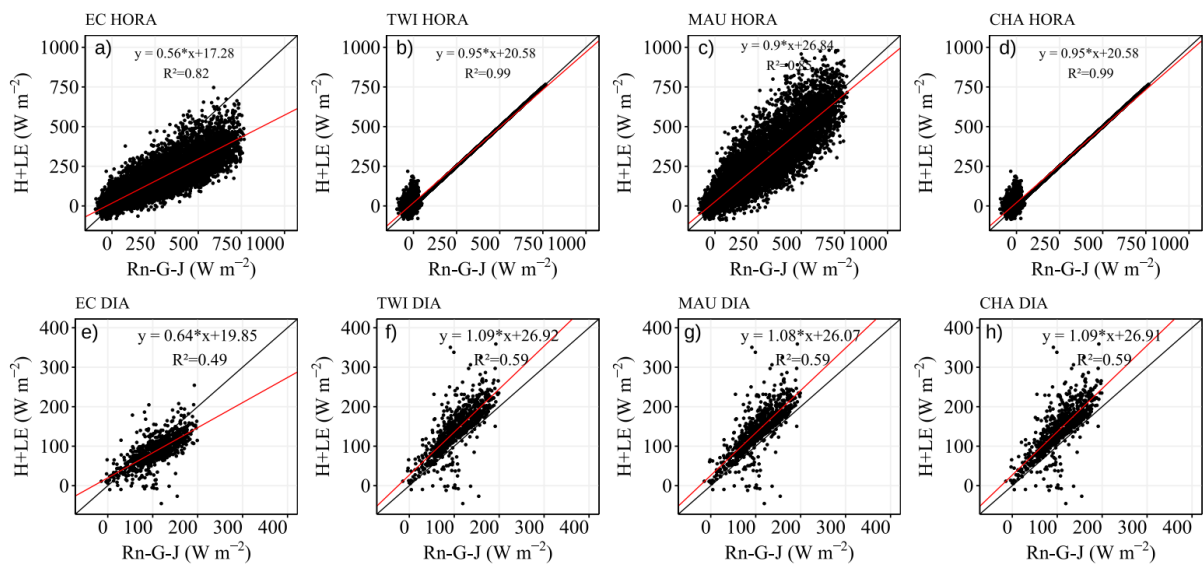 EC HORA
a)
y = 0.56*x+17.28
R²=0.82
1000
750
500
250
0
H+LE (W m⁻²)
0 250 500 750 1000
Rn-G-J (W m⁻²)
TWI HORA
b)
y = 0.95*x+20.58
R²=0.99
1000
750
500
250
0
H+LE (W m⁻²)
0 250 500 750 1000
Rn-G-J (W m⁻²)
MAU HORA
c)
y = 0.9*x+26.84
1000
750
500
250
0
H+LE (W m⁻²)
0 250 500 750 1000
Rn-G-J (W m⁻²)
CHA HORA
d)
y = 0.95*x+20.58
R²=0.99
1000
750
500
250
0
H+LE (W m⁻²)
0 250 500 750 1000
Rn-G-J (W m⁻²)
EC DIA
e)
y = 0.64*x+19.85
R²=0.49
400
300
200
100
0
H+LE (W m⁻²)
0 100 200 300 400
Rn-G-J (W m⁻²)
TWI DIA
f)
y = 1.09*x+26.92
R²=0.59
400
300
200
100
0
H+LE (W m⁻²)
0 100 200 300 400
Rn-G-J (W m⁻²)
MAU DIA
g)
y = 1.08*x+26.07
R²=0.59
400
300
200
100
0
H+LE (W m⁻²)
0 100 200 300 400
Rn-G-J (W m⁻²)
CHA DIA
h)
y = 1.09*x+26.91
R²=0.59
400
300
200
100
0
H+LE (W m⁻²)
0 100 200 300 400
Rn-G-J (W m⁻²)